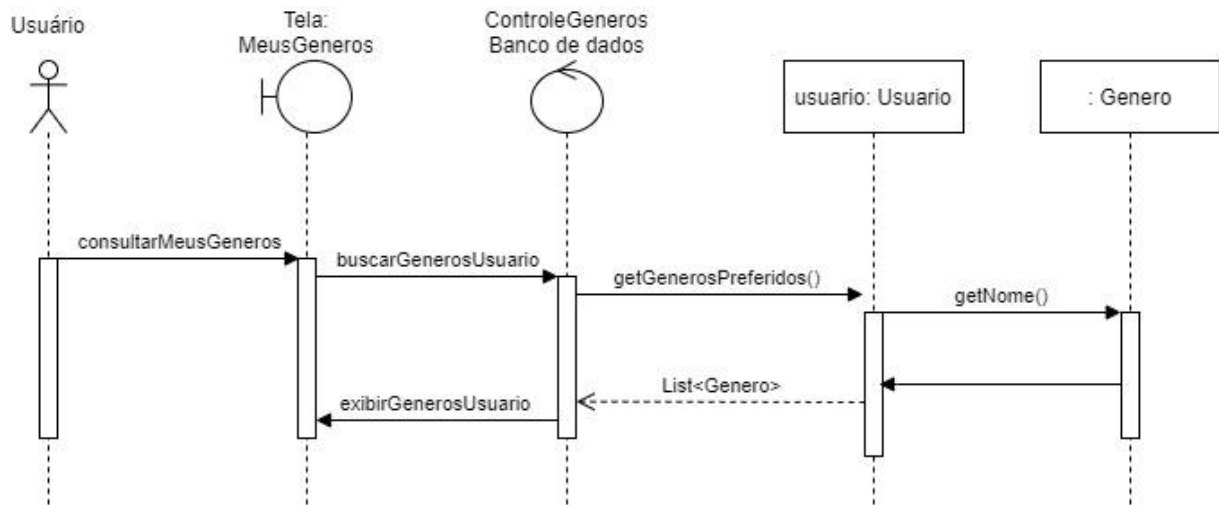 Usuário
Tela:
MeusGeneros
ControleGeneros
Banco de dados
usuario: Usuario
: Genero
consultarMeusGeneros
buscarGenerosUsuario
getGenerosPreferidos()
getNome()
List<Genero>
exibirGenerosUsuario